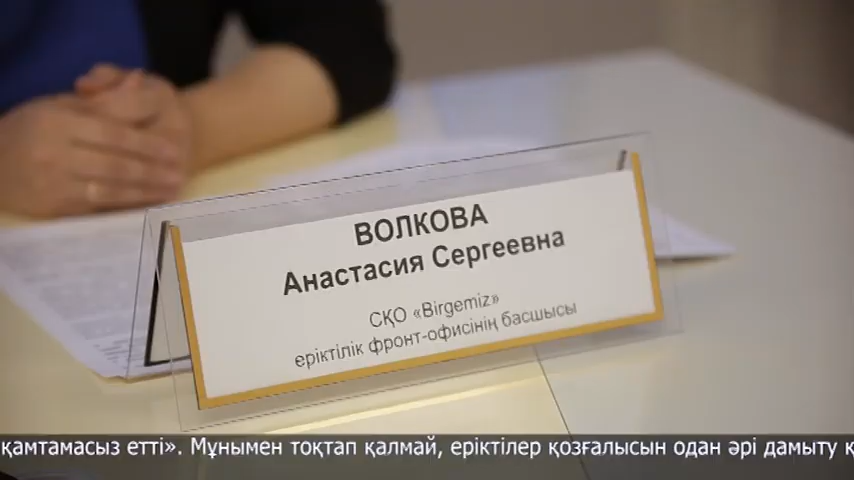 ВОЛКОВА
Анастасия Сергеевна
СҚО «Birgemiz»
еріктілік фронт-офисінің басшысы
қамтамасыз етті». Мұнымен тоқтап қалмай, еріктілер қозғалысын одан әрі дамыту